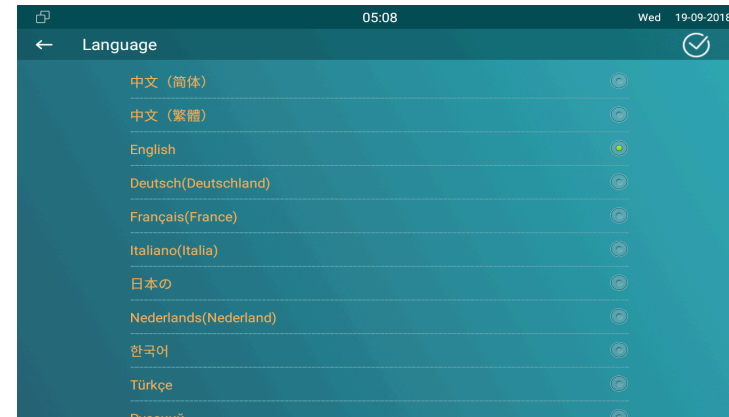 05:08
Wed 19-09-2018
Language
中文（简体）
中文（繁體）
English
Deutsch(Deutschland)
Français(France)
Italiano(Italia)
日本の
Nederlands(Nederland)
한국어
Türkçe